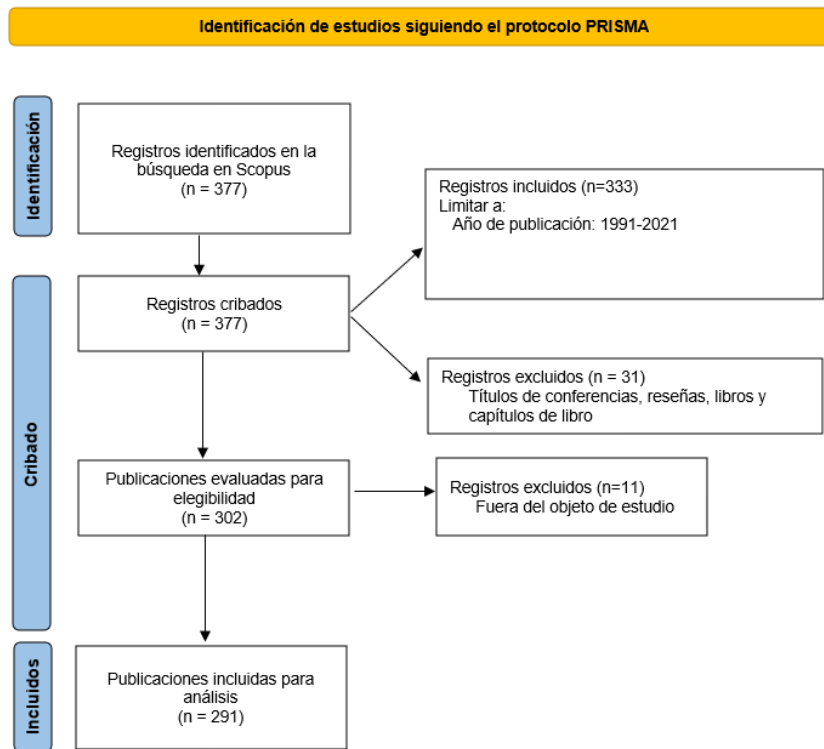 Identificación de estudios siguiendo el protocolo PRISMA
Identificación
Registros identificados en la
búsqueda en Scopus
(n = 377)
Registros incluidos (n=333)
Limitar a:
Año de publicación: 1991-2021
Cribado
Registros cribados
(n = 377)
Registros excluidos (n = 31)
Títulos de conferencias, reseñas, libros y
capítulos de libro
Publicaciones evaluadas para
elegibilidad
(n = 302)
Registros excluidos (n=11)
Fuera del objeto de estudio
Incluidos
Publicaciones incluidas para
análisis
(n = 291)